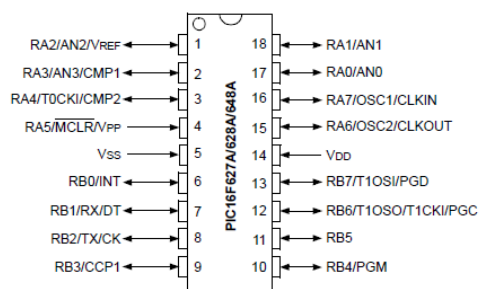 RA2/AN2/VREF 1 18 RA1/AN1
RA3/AN3/CMP1 2 17 RA0/AN0
RA4/T0CKI/CMP2 3 16 RA7/OSC1/CLKIN
RA5/MCLR/VPP 4 15 RA6/OSC2/CLKOUT
VSS 5 14 VDD
RB0/INT 6 13 RB7/T1OSI/PGD
RB1/RX/DT 7 12 RB6/T1OSO/T1CKI/PGC
RB2/TX/CK 8 11 RB5
RB3/CCP1 9 10 RB4/PGM
PIC16F627A/628A/648A